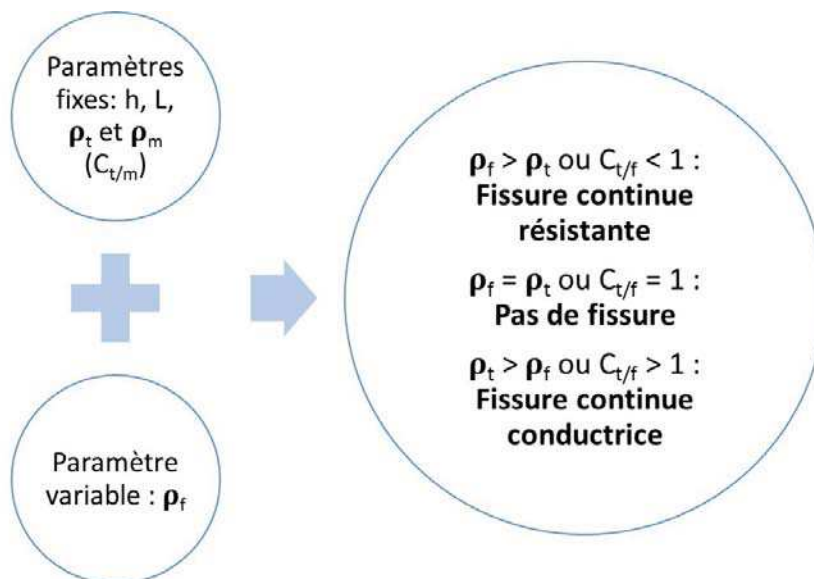 Paramètres
fixes: h, L,
ρt et ρm
(Ct/m)
Paramètre
variable : ρf
ρf > ρt ou Ct/f < 1 :
Fissure continue
résistante
ρf = ρt ou Ct/f = 1 :
Pas de fissure
ρt > ρf ou Ct/f > 1 :
Fissure continue
conductrice